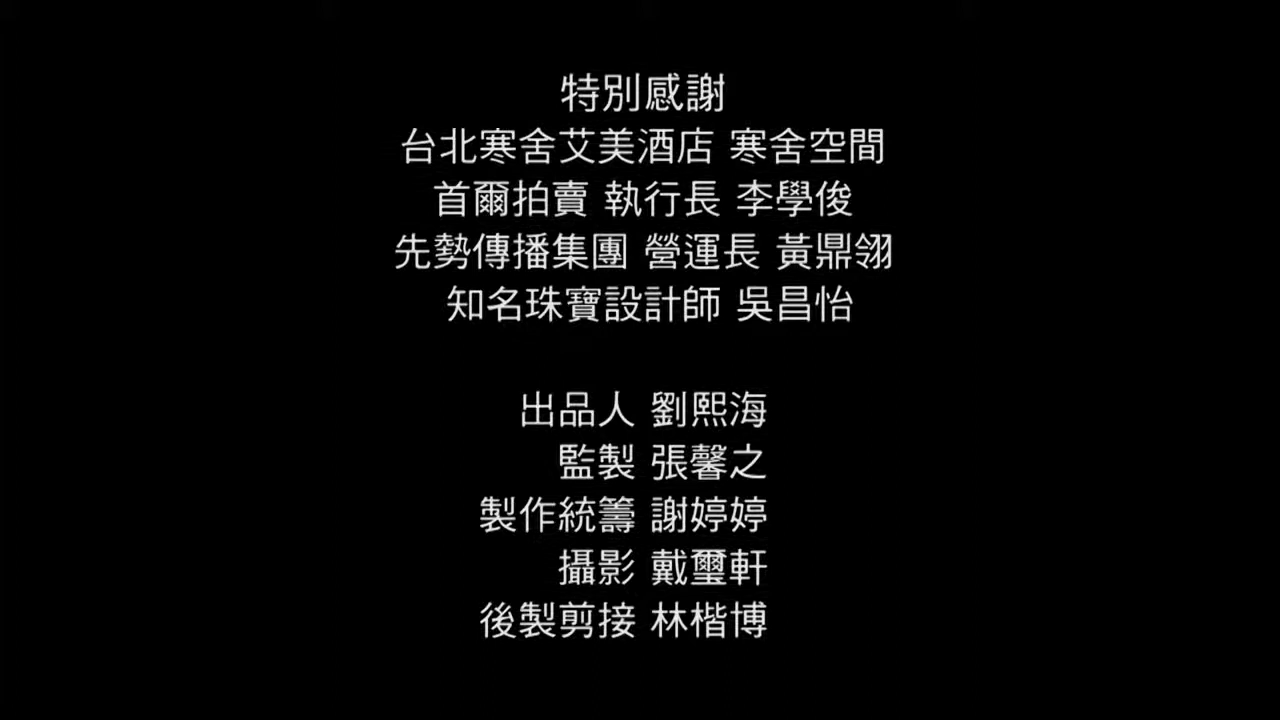 特別感謝
台北寒舍艾美酒店 寒舍空間
首爾拍賣 執行長 李學俊
先勢傳播集團 營運長 黃鼎翎
知名珠寶設計師 吳昌怡
出品人 劉熙海
監製 張馨之
製作統籌 謝婷婷
攝影 戴璽軒
後製剪接 林楷博